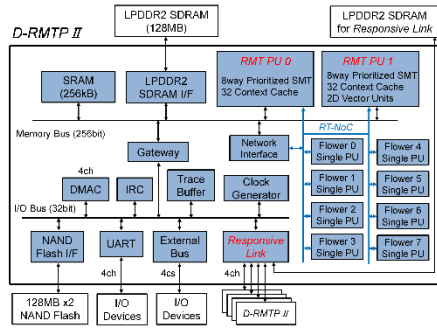 LPDDR2 SDRAM
(128MB)
LPDDR2 SDRAM
for Responsive Link
D-RMTP II
SRAM
(256kB)
LPDDR2
SDRAM I/F
RMT PU 0
8way Prioritized SMT
32 Context Cache
RMT PU 1
8way Prioritized SMT
32 Context Cache
2D Vector Units
RT-NoC
Memory Bus (256bit)
Gateway
Network
Interface
Flower 0
Single PU
Flower 4
Single PU
4ch
DMAC
IRC
Trace
Buffer
Clock
Generator
Flower 1
Single PU
Flower 5
Single PU
I/O Bus (32bit)
Flower 2
Single PU
Flower 6
Single PU
NAND
Flash I/F
UART
External
Bus
Responsive
Link
Flower 3
Single PU
Flower 7
Single PU
4ch
4cs
4ch
128MB x2
NAND Flash
I/O
Devices
I/O
Devices
D-RMTP II